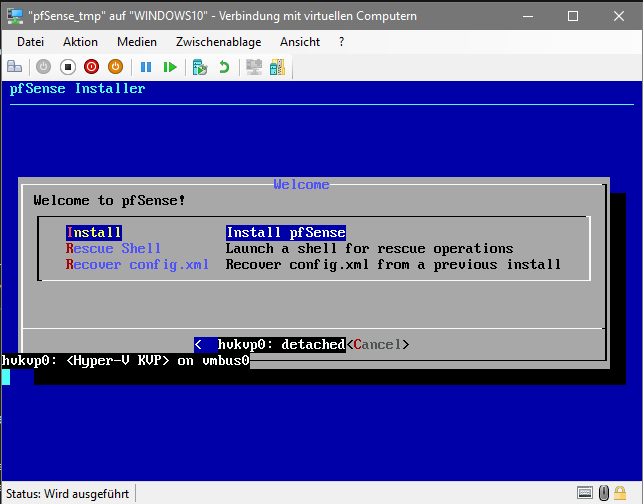 "pfSense_tmp" auf "WINDOWS10" - Verbindung mit virtuellen Computern
Datei Aktion Medien Zwischenablage Ansicht ?
pfSense Installer
Welcome
Welcome to pfSense!
Install Install pfSense
Rescue Shell Launch a shell for rescue operations
Recover config.xml Recover config.xml from a previous install
< hvkvp0: detached<Cancel>
hvkvp0: <Hyper-V KVP> on vmbus0
Status: Wird ausgeführt